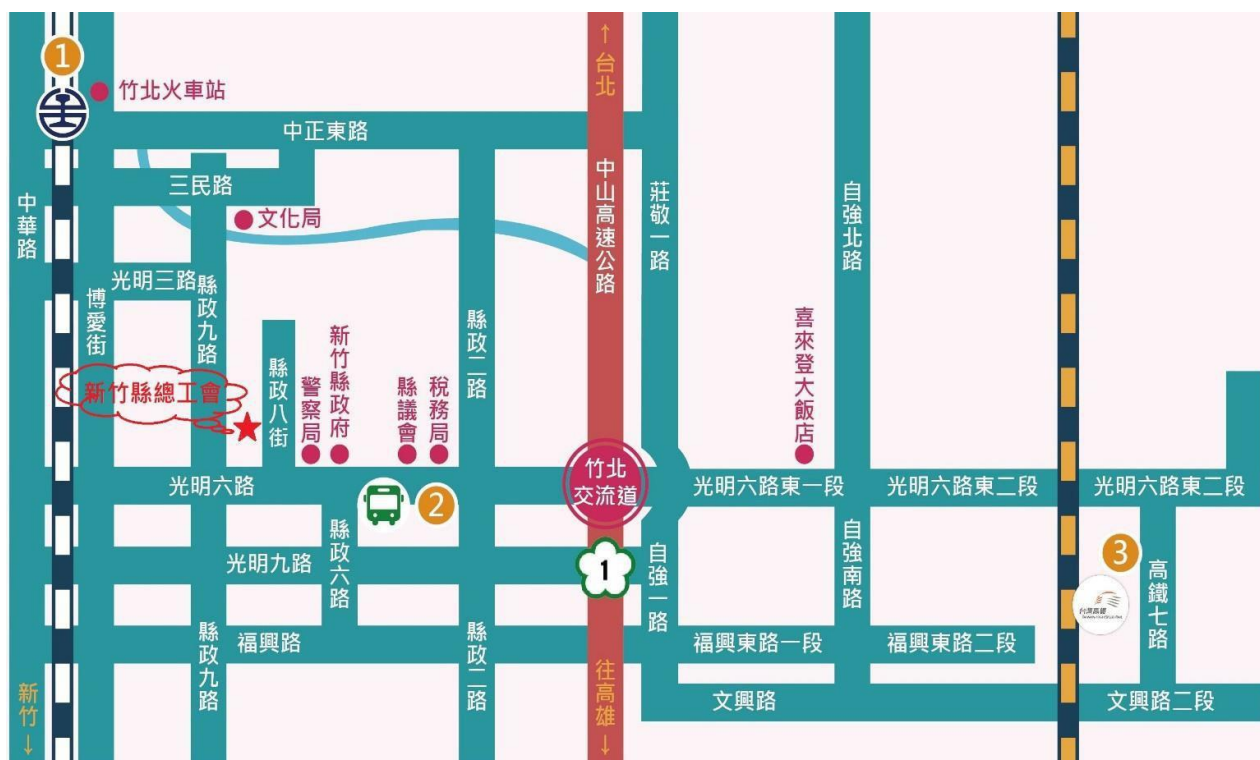 1
竹北火車站
↑台北
中正東路
三民路
文化局
中華路
中山高速公路
莊敬一路
自強北路
光明三路
縣政九路
博愛街
縣政二路
新竹縣總工會
縣政八街
警察局
新竹縣政府
縣議會
稅務局
喜來登大飯店
竹北
交流道
光明六路
光明六路東一段
光明六路東二段
光明六路東二段
2
縣政六路
光明九路
1
自強一路
自強南路
3
高鐵七路
台灣高鐵
福興路
縣政九路
縣政二路
福興東路一段
福興東路二段
新竹↓
往高雄↓
文興路
文興路二段